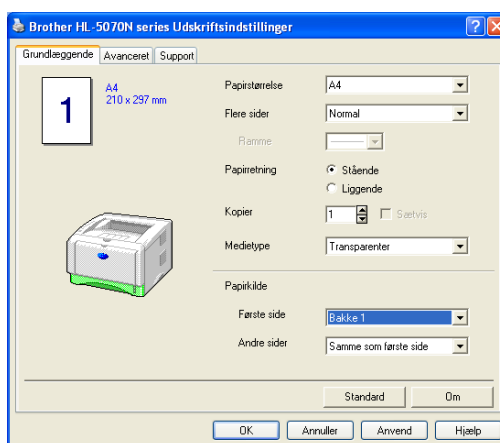 Brother HL-5070N series Udskriftsindstillinger
Grundlæggende Avanceret Support
1
A4
210 x 297 mm
Papirstørrelse A4
Flere sider Normal
Ramme
Papirretning Stående
Liggende
Kopier 1 Sætvis
Medietype Transparenter
Papirkilde
Første side Bakke 1
Andre sider Samme som første side
Standard Om
OK Annuller Anvend Hjælp